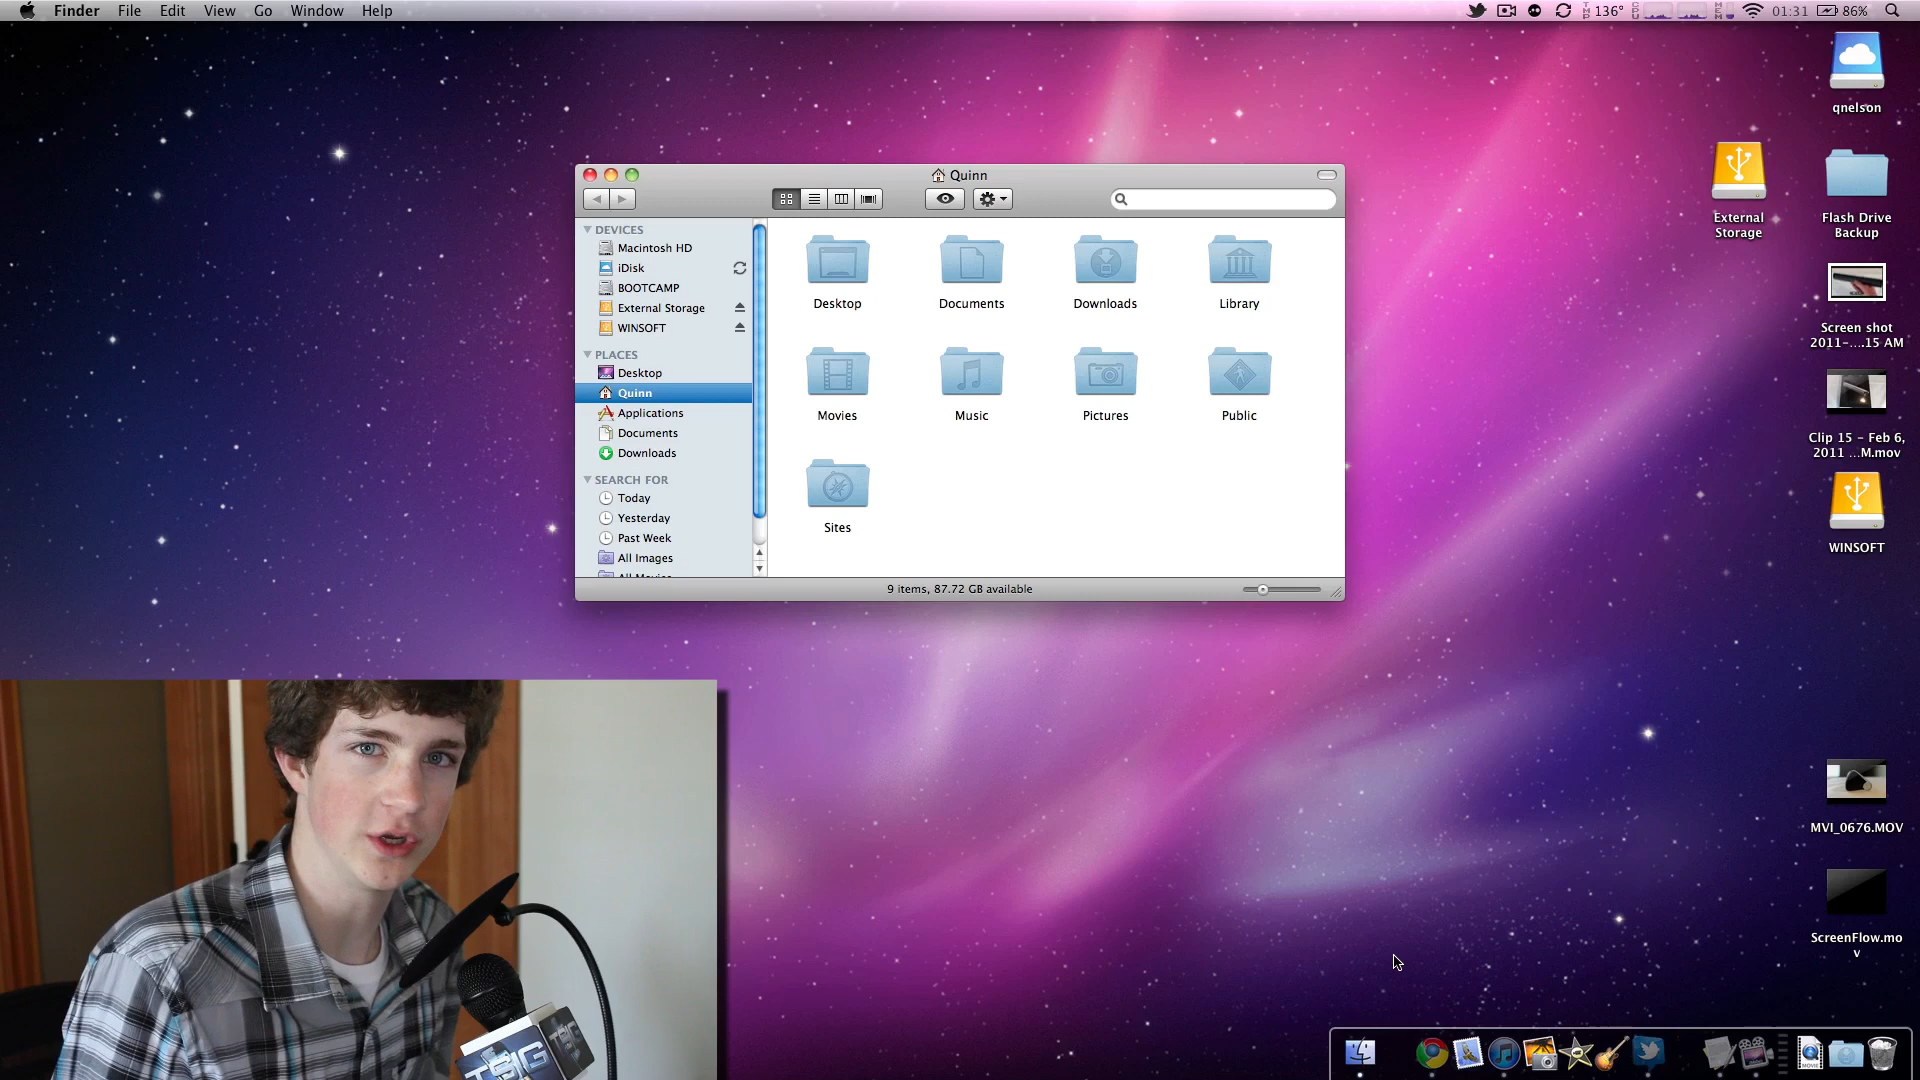 Finder File Edit View Go Window Help
136° 01:31 86%
qnelson
External Storage
Flash Drive Backup
Screen shot 2011-....15 AM
Clip 15 – Feb 6, 2011 ...M.mov
WINSOFT
MVI_0676.MOV
ScreenFlow.mov
Quinn
DEVICES
Macintosh HD
iDisk
BOOTCAMP
External Storage
WINSOFT
PLACES
Desktop
Quinn
Applications
Documents
Downloads
SEARCH FOR
Today
Yesterday
Past Week
All Images
Desktop Documents Downloads Library
Movies Music Pictures Public
Sites
9 items, 87.72 GB available
TSIG
MOVIE